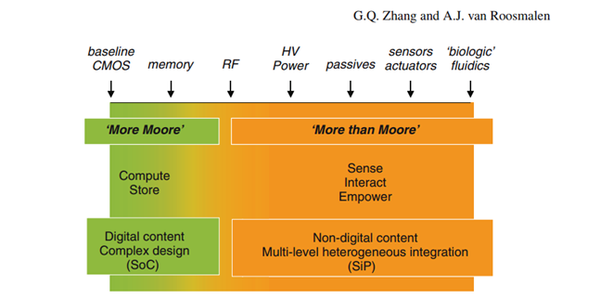 G.Q. Zhang and A.J. van Roosmalen
baseline CMOS
memory
RF
HV Power
passives
sensors actuators
'biologic' fluidics
'More Moore'
'More than Moore'
Compute
Store
Sense
Interact
Empower
Digital content
Complex design
(SoC)
Non-digital content
Multi-level heterogeneous integration
(SiP)